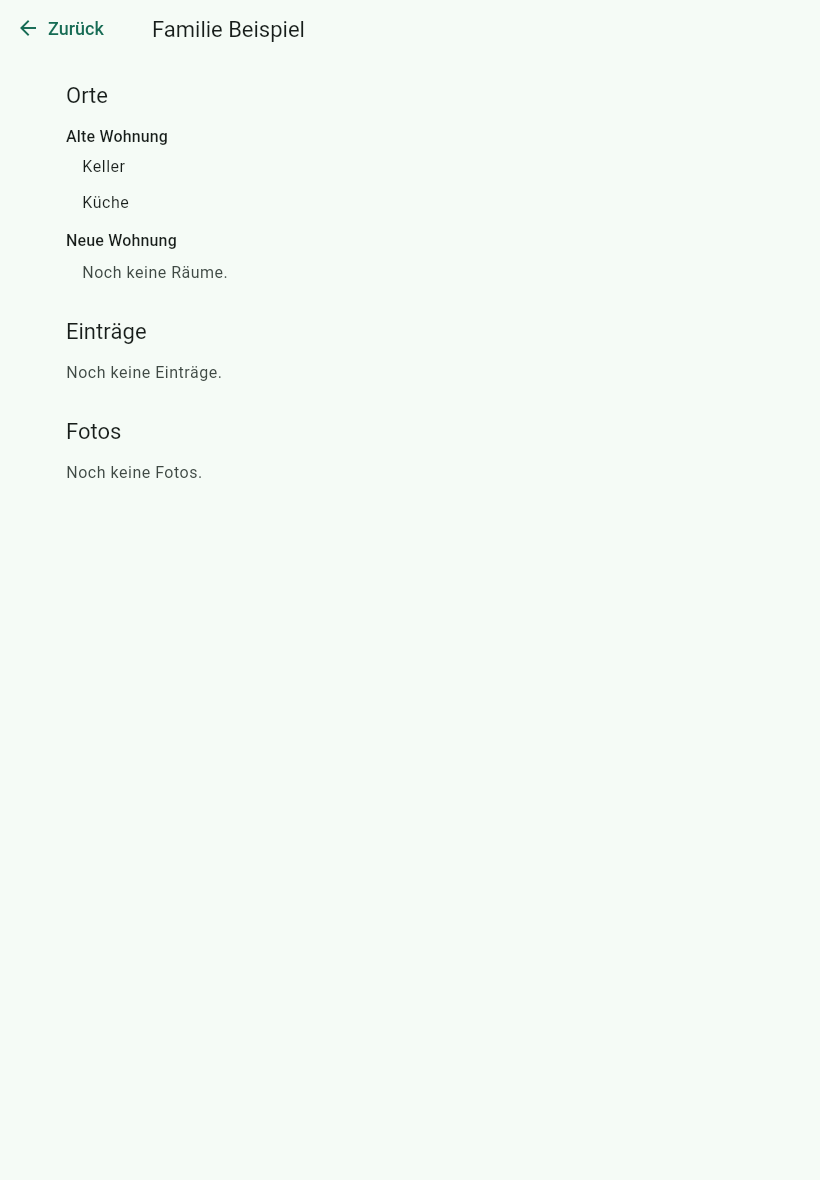 Zurück
Familie Beispiel
Orte
Alte Wohnung
Keller
Küche
Neue Wohnung
Noch keine Räume.
Einträge
Noch keine Einträge.
Fotos
Noch keine Fotos.